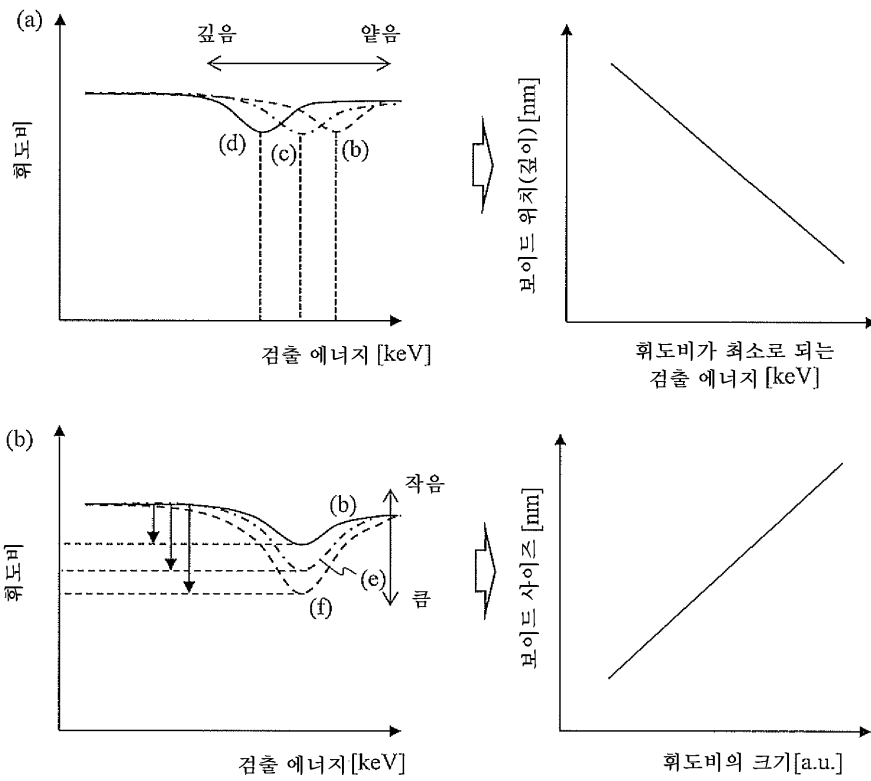 (a)
깊음 얕음
휘도비
(d) (c) (b)
검출 에너지 [keV]
보이드 위치(깊이) [nm]
휘도비가 최소로 되는
검출 에너지 [keV]
(b)
작음
(b)
휘도비
(e)
(f) 큼
검출 에너지 [keV]
보이드 사이즈 [nm]
휘도비의 크기 [a.u.]